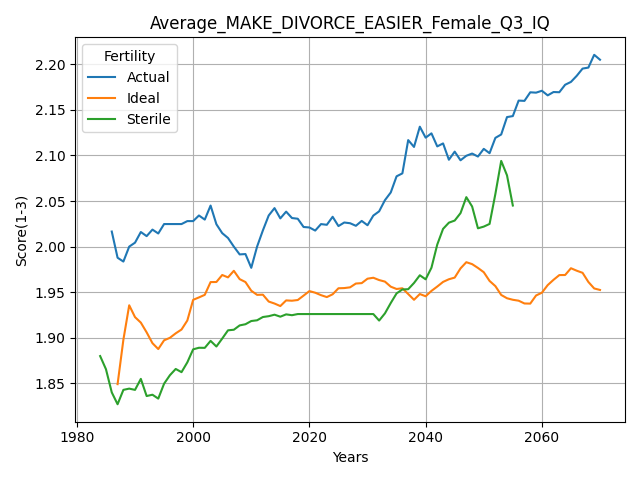 Average_MAKE_DIVORCE_EASIER_Female_Q3_IQ
Fertility
Actual
Ideal
Sterile
Score(1-3)
2.20
2.15
2.10
2.05
2.00
1.95
1.90
1.85
1980
2000
2020
2040
2060
Years